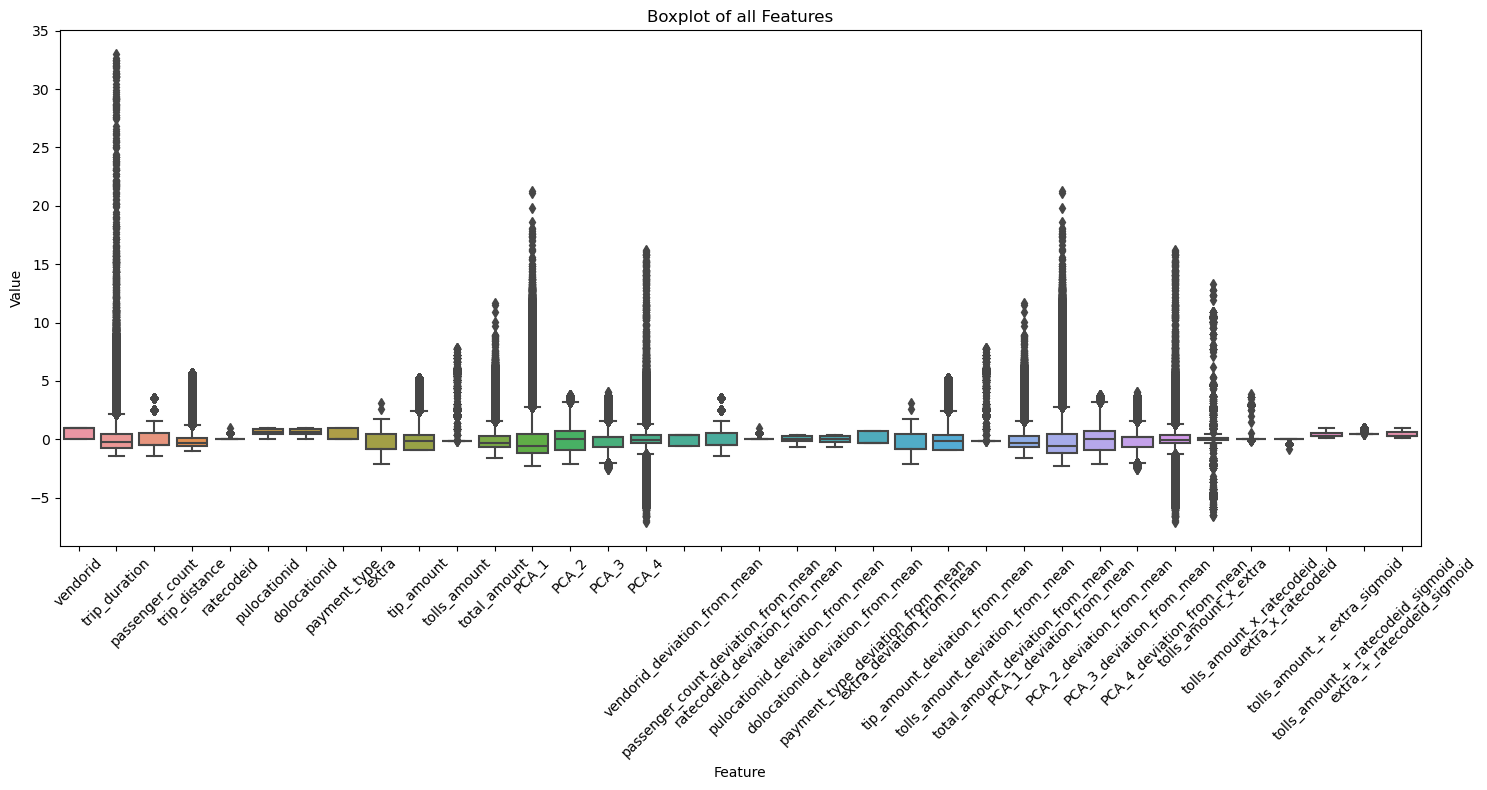 Boxplot of all Features
Value
35
30
25
20
15
10
5
0
−5
vendorid
trip_duration
passenger_count
trip_distance
ratecodeid
pulocationid
dolocationid
payment_type
extra
tip_amount
tolls_amount
total_amount
PCA_1
PCA_2
PCA_3
PCA_4
vendorid_deviation_from_mean
passenger_count_deviation_from_mean
ratecodeid_deviation_from_mean
pulocationid_deviation_from_mean
dolocationid_deviation_from_mean
payment_type_deviation_from_mean
extra_deviation_from_mean
tip_amount_deviation_from_mean
tolls_amount_deviation_from_mean
total_amount_deviation_from_mean
PCA_1_deviation_from_mean
PCA_2_deviation_from_mean
PCA_3_deviation_from_mean
PCA_4_deviation_from_mean
tolls_amount_x_extra
tolls_amount_x_ratecodeid
extra_x_ratecodeid
tolls_amount_+_extra_sigmoid
tolls_amount_+_ratecodeid_sigmoid
extra_+_ratecodeid_sigmoid
Feature